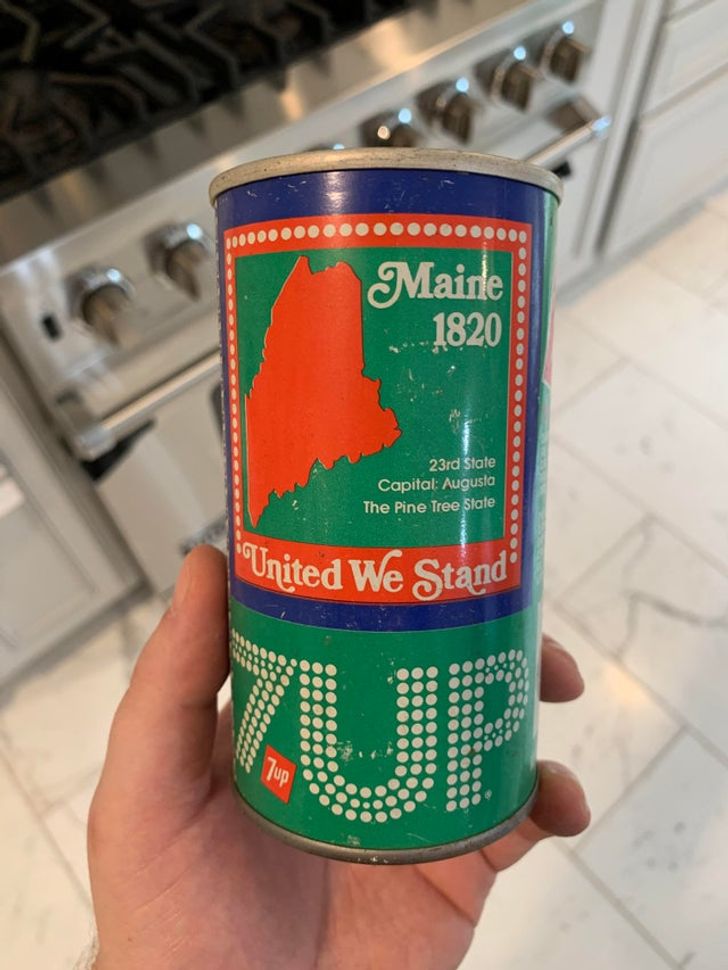 Maine
1820
23rd State
Capital: Augusta
The Pine Tree State
United We Stand
7UP
7up